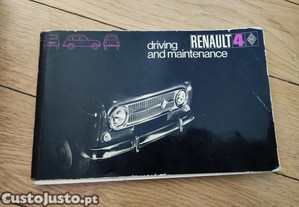 driving RENAULT 4
and maintenance
CustoJusto.pt